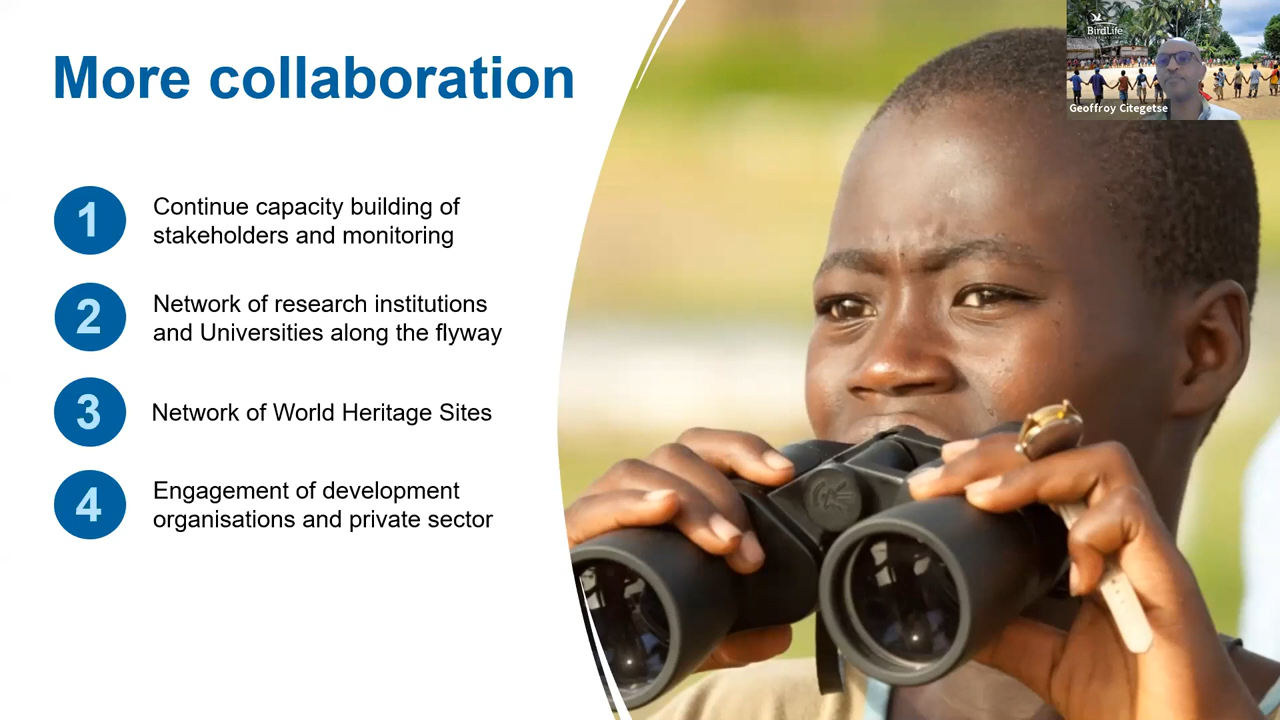 More collaboration
1
Continue capacity building of
stakeholders and monitoring
2
Network of research institutions
and Universities along the flyway
3
Network of World Heritage Sites
4
Engagement of development
organisations and private sector
BirdLife
INTERNATIONAL
Geoffroy Citegetse